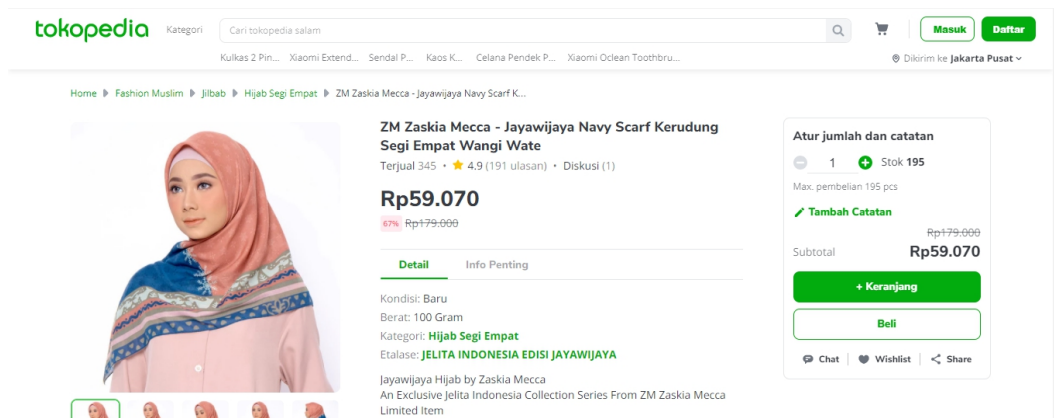 tokopedia Kategori Cari tokopedia salam Masuk Daftar
Kulkas 2 Pin... Xiaomi Extend... Sendal P... Kaos K... Celana Pendek P... Xiaomi Oclean Toothbru... Dikirim ke Jakarta Pusat
Home Fashion Muslim Jilbab Hijab Segi Empat ZM Zaskia Mecca - Jayawijaya Navy Scarf K...
ZM Zaskia Mecca - Jayawijaya Navy Scarf Kerudung
Segi Empat Wangi Wate
Terjual 345 • 4.9 (191 ulasan) • Diskusi (1)
Rp59.070
67% Rp179.000
Detail Info Penting
Kondisi: Baru
Berat: 100 Gram
Kategori: Hijab Segi Empat
Etalase: JELITA INDONESIA EDISI JAYAWIJAYA
Jayawijaya Hijab by Zaskia Mecca
An Exclusive Jelita Indonesia Collection Series From ZM Zaskia Mecca
Limited Item
Atur jumlah dan catatan
1 Stok 195
Max. pembelian 195 pcs
Tambah Catatan
Rp179.000
Subtotal Rp59.070
+ Keranjang
Beli
Chat Wishlist Share